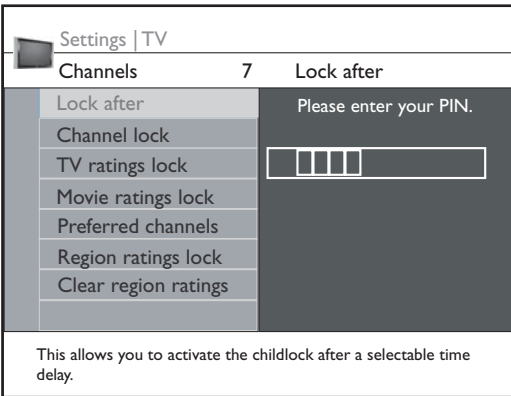 Settings | TV
Channels 7 Lock after
Lock after
Channel lock
TV ratings lock
Movie ratings lock
Preferred channels
Region ratings lock
Clear region ratings
Please enter your PIN.
This allows you to activate the childlock after a selectable time
delay.